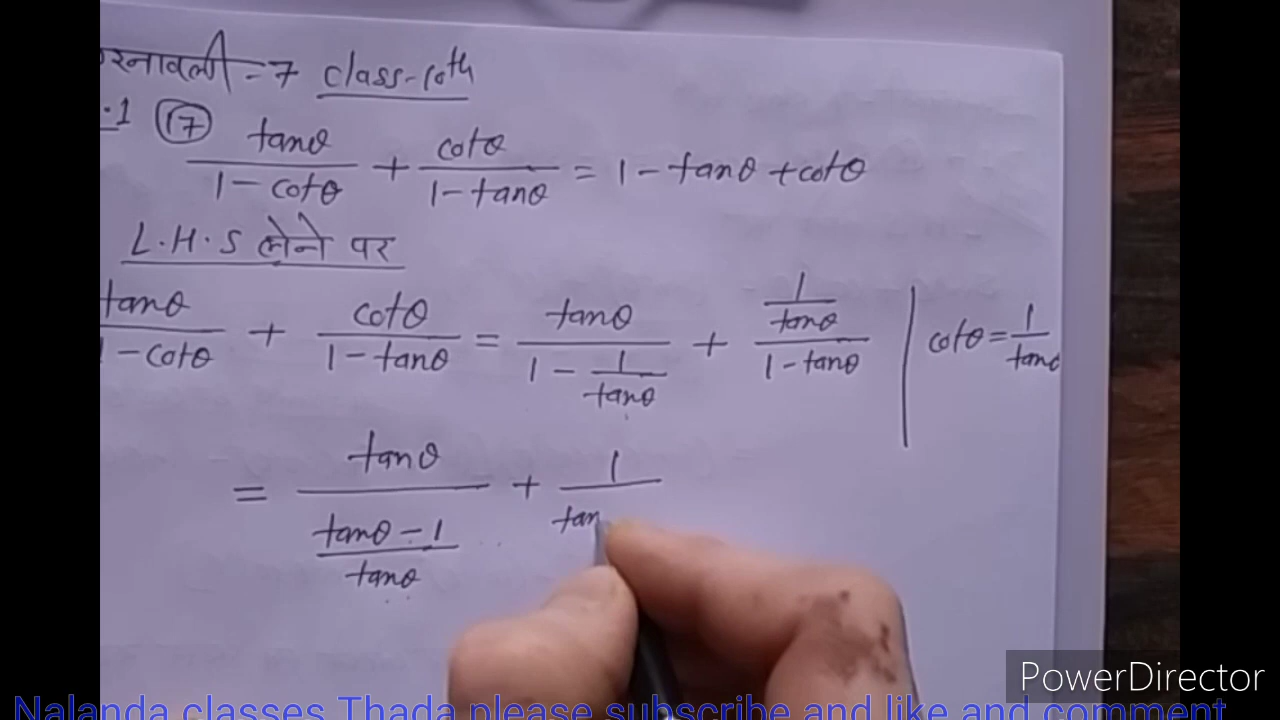 रनावली - 7 class-10th
.1 (17) tanθ/(1-cotθ) + cotθ/(1-tanθ) = 1 - tanθ + cotθ
L.H.S लेने पर
tanθ/(1-cotθ) + cotθ/(1-tanθ) = tanθ/(1 - 1/tanθ) + (1/tanθ)/(1-tanθ) | cotθ = 1/tanθ
= tanθ/((tanθ-1)/tanθ) + 1/tan
PowerDirector
Nalanda classes Thada please subscribe and like and comment